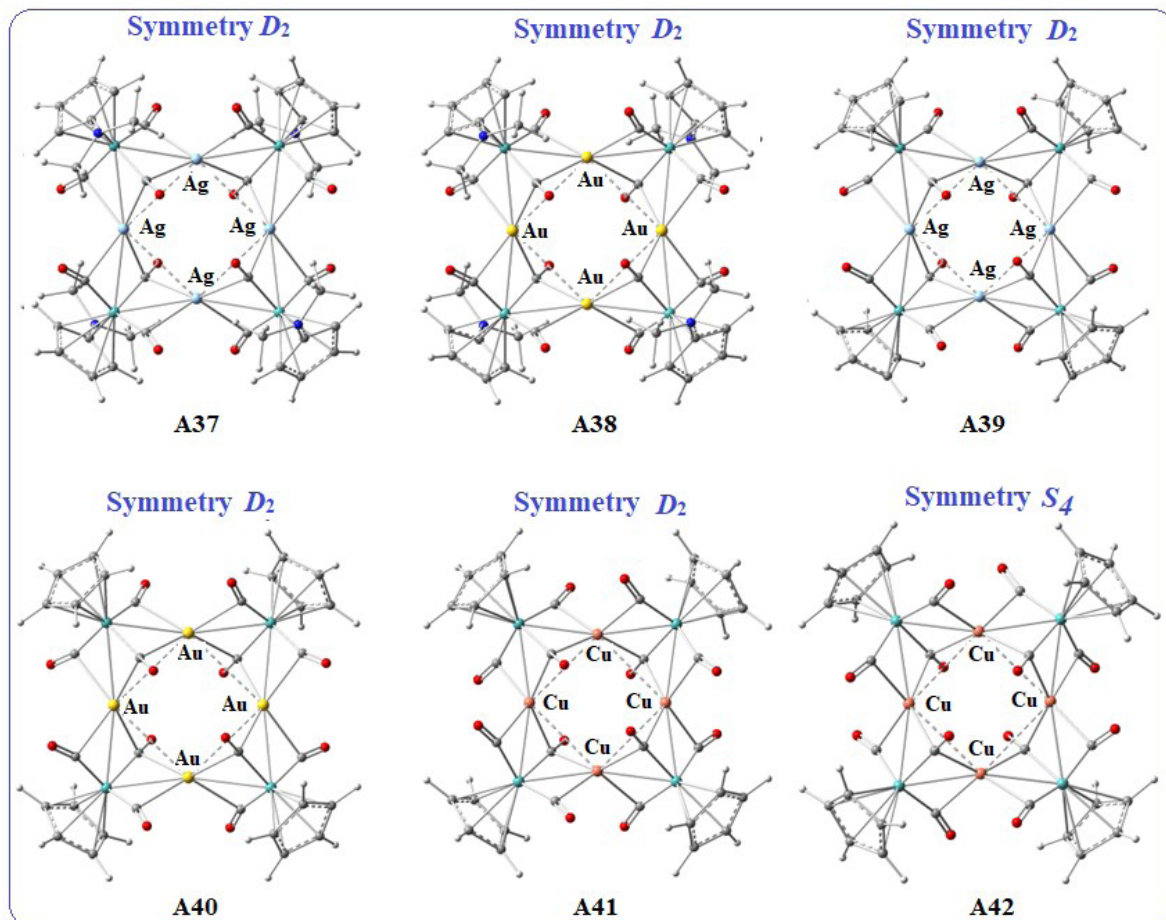 Symmetry D₂ Symmetry D₂ Symmetry D₂
Ag Au Ag
Ag Ag Au Au Ag Ag
Ag Au Ag
A37 A38 A39
Symmetry D₂ Symmetry D₂ Symmetry S₄
Au Cu Cu
Au Au Cu Cu Cu Cu
Au Cu Cu
A40 A41 A42